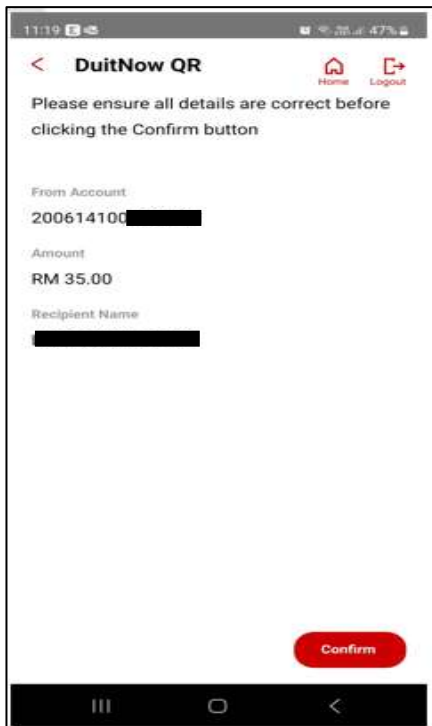 11:19 47%
DuitNow QR
Home Logout
Please ensure all details are correct before
clicking the Confirm button
From Account
200614100
Amount
RM 35.00
Recipient Name
Confirm